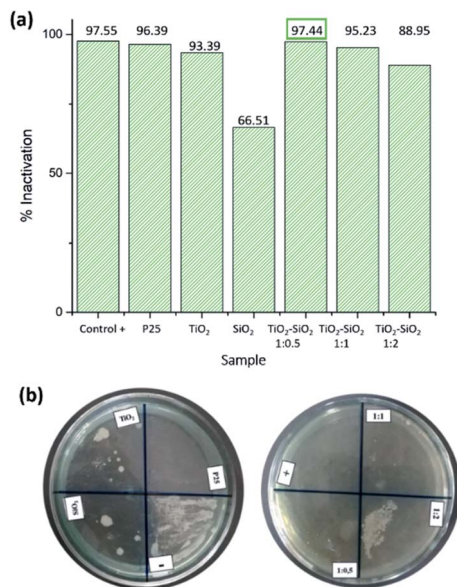 (a)
% Inactivation
100
50
0
97.55
96.39
93.39
66.51
97.44
95.23
88.95
Control +
P25
TiO₂
SiO₂
TiO₂-SiO₂
1:0.5
TiO₂-SiO₂
1:1
TiO₂-SiO₂
1:2
Sample
(b)
TiO₂
P25
SiO₂
-
1:1
+
1:2
1:0,5